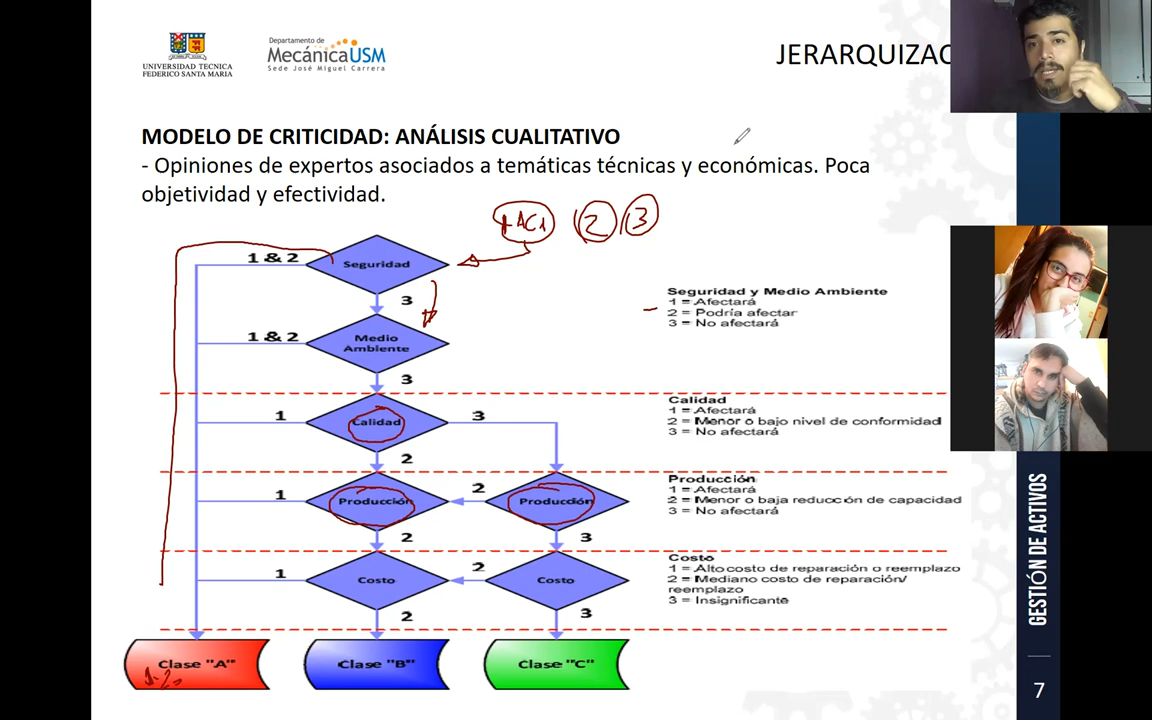 UNIVERSIDAD TECNICA
FEDERICO SANTA MARIA
Departamento de
MecánicaUSM
Sede José Miguel Carrera
JERARQUIZAC
MODELO DE CRITICIDAD: ANÁLISIS CUALITATIVO
- Opiniones de expertos asociados a temáticas técnicas y económicas. Poca
objetividad y efectividad.
2 3
1 & 2
Seguridad
3
1 & 2
Medio
Ambiente
3
1
Calidad
3
2
1
Producción
2
Producción
2
3
1
Costo
2
Costo
2
3
Clase "A"
Clase "B"
Clase "C"
Seguridad y Medio Ambiente
1 = Afectará
2 = Podría afectar
3 = No afectará
Calidad
1 = Afectará
2 = Menor o bajo nivel de conformidad
3 = No afectará
Producción
1 = Afectará
2 = Menor o baja reducción de capacidad
3 = No afectará
Costo
1 = Alto costo de reparación o reemplazo
2 = Mediano costo de reparación/
reemplazo
3 = Insignificante
GESTIÓN DE ACTIVOS
7